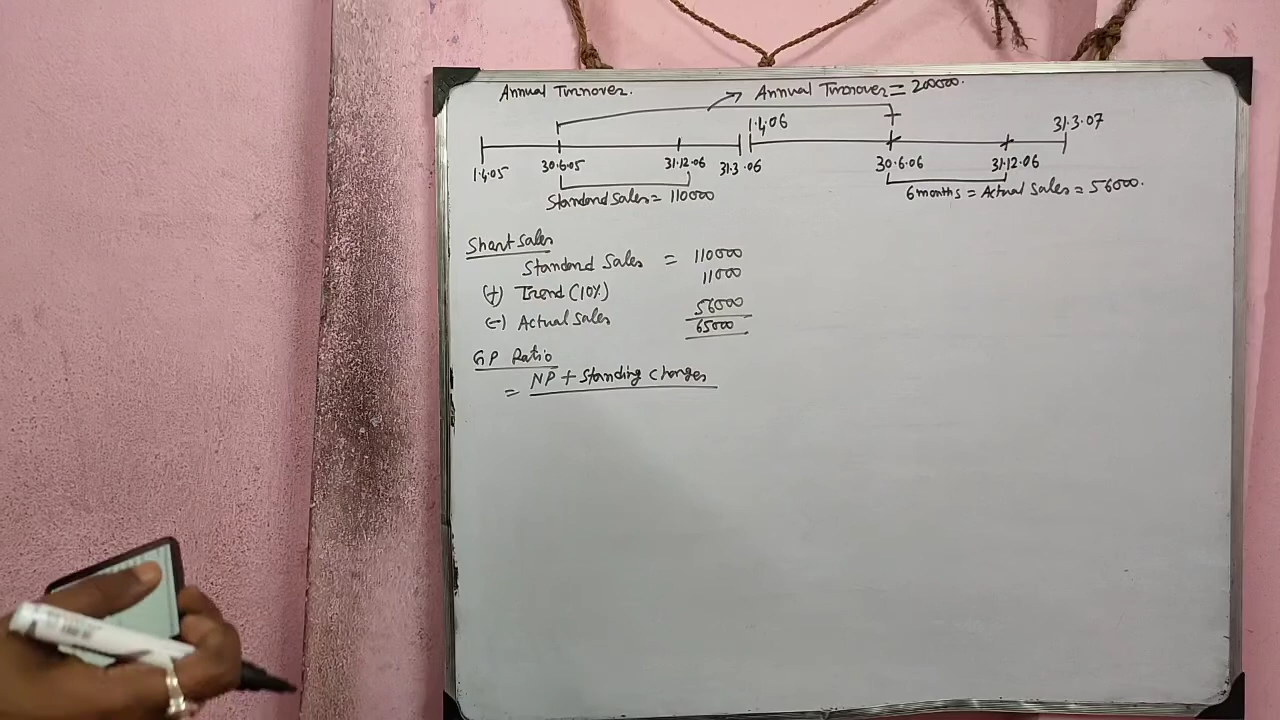 Annual Turnover.
Annual Turnover = 200000.
1.4.06
31.3.07
1.4.05
30.6.05
31.12.06
31.3.06
30.6.06
31.12.06
Standard Sales = 110000
6 months = Actual Sales = 56000.
Short Sales
Standard Sales = 110000
(+) Trend (10%) 11000
(-) Actual Sales 56000
65000
GP Ratio
= NP + Standing Charges